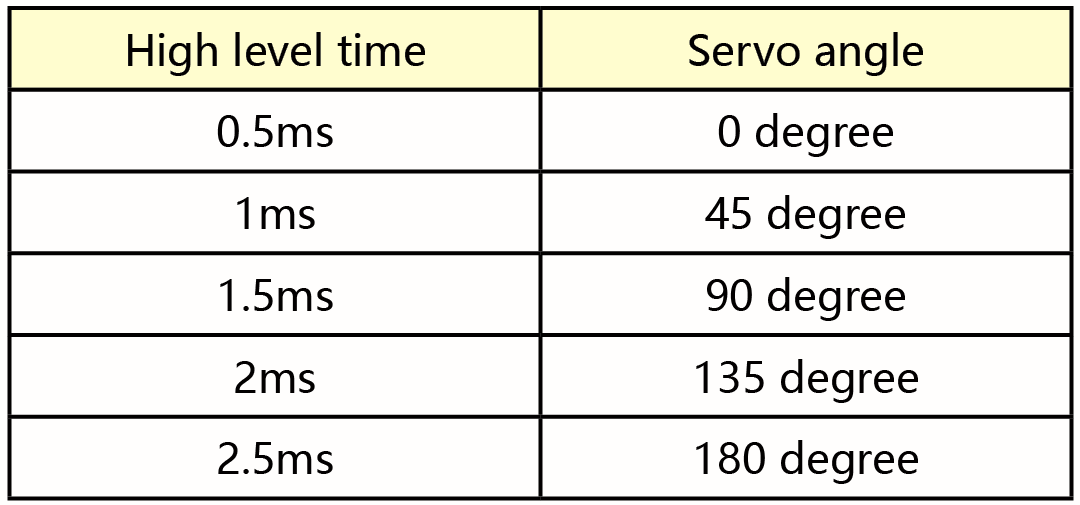 High level time Servo angle
0.5ms 0 degree
1ms 45 degree
1.5ms 90 degree
2ms 135 degree
2.5ms 180 degree